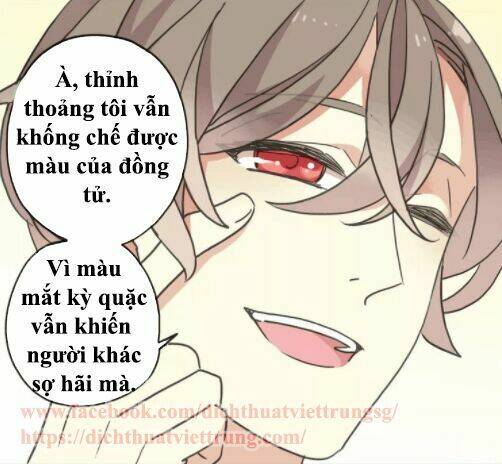 À, thỉnh
thoảng tôi vẫn
khống chế được
màu của đồng
tử.
Vì màu
mắt kỳ quặc
vẫn khiến
người khác
sợ hãi mà.
www.facebook.com/dichthuatviettrungsg/
https://dichthuatviettrung.com/